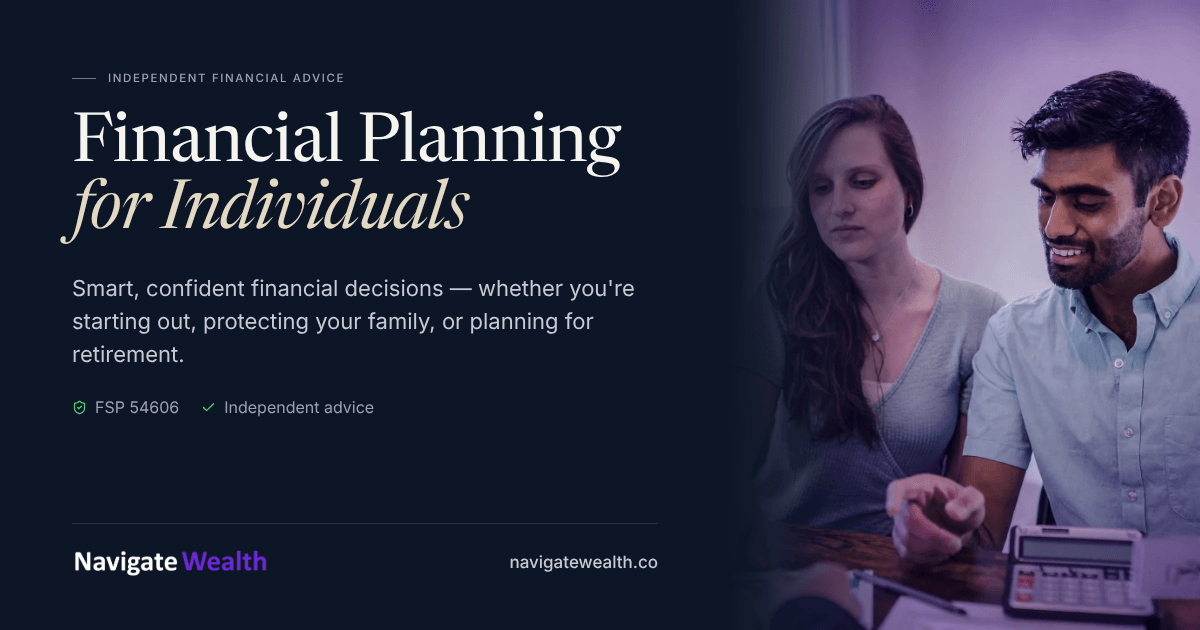 INDEPENDENT FINANCIAL ADVICE
Financial Planning
for Individuals
Smart, confident financial decisions — whether you're
starting out, protecting your family, or planning for
retirement.
FSP 54606 Independent advice
Navigate Wealth navigatewealth.co